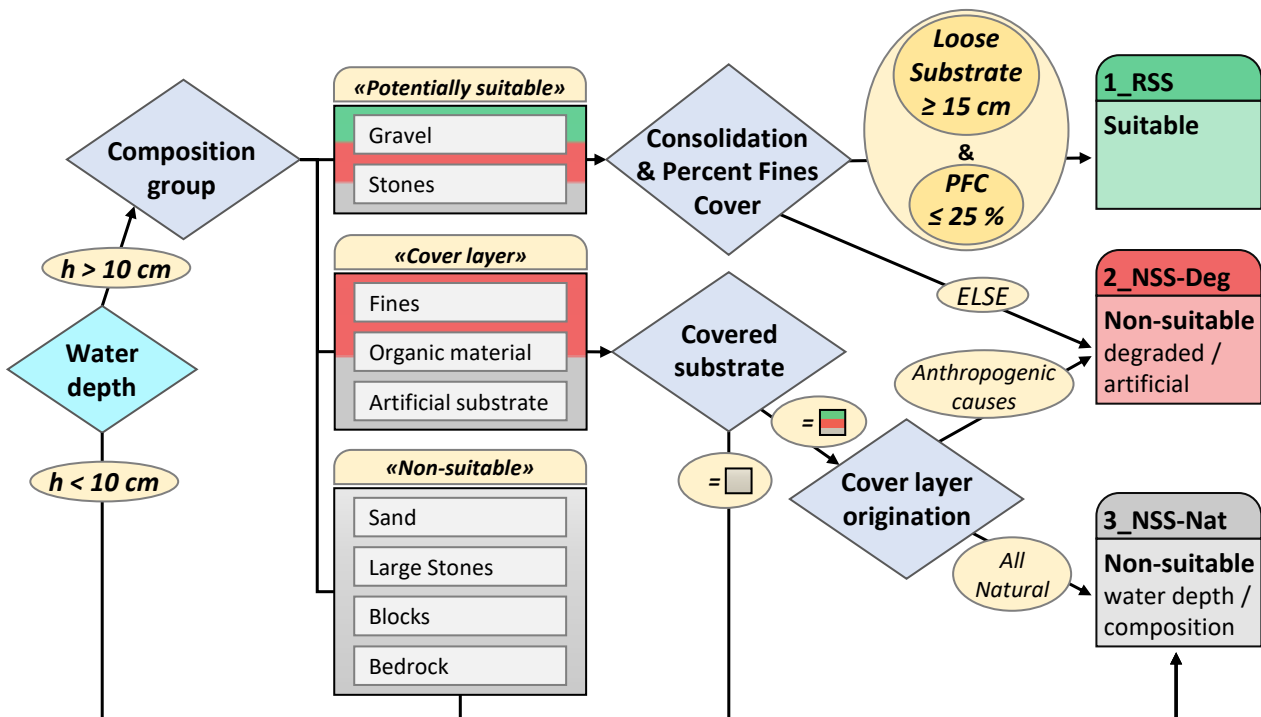 Water
depth
h > 10 cm
h < 10 cm
Composition
group
«Potentially suitable»
Gravel
Stones
«Cover layer»
Fines
Organic material
Artificial substrate
«Non-suitable»
Sand
Large Stones
Blocks
Bedrock
Consolidation
& Percent Fines
Cover
Loose
Substrate
≥ 15 cm
&
PFC
≤ 25 %
ELSE
Covered
substrate
=
=
Cover layer
origination
Anthropogenic
causes
All
Natural
1_RSS
Suitable
2_NSS-Deg
Non-suitable
degraded /
artificial
3_NSS-Nat
Non-suitable
water depth /
composition